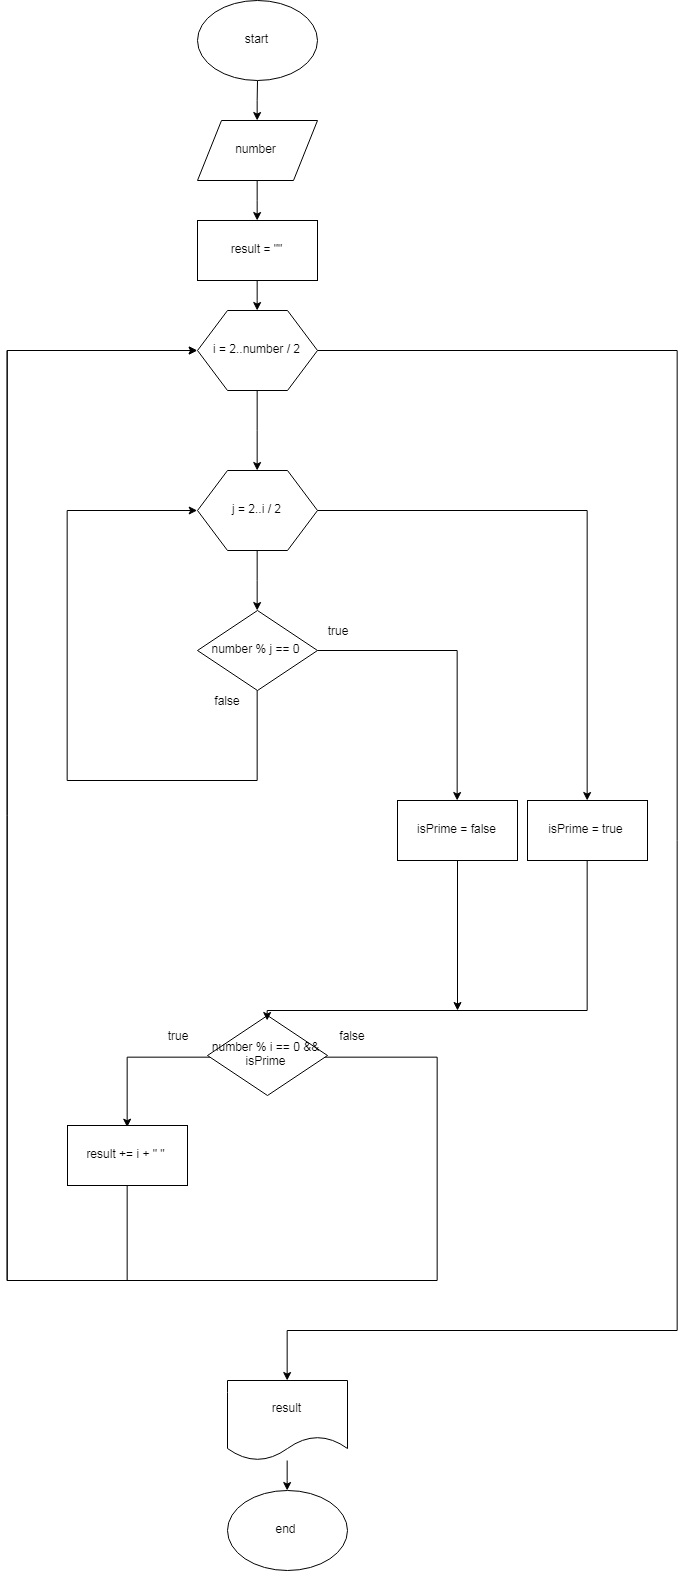 start
number
result = ""
i = 2..number / 2
j = 2..i / 2
true
number % j == 0
false
isPrime = false
isPrime = true
true
false
number % i == 0 &&
isPrime
result += i + " "
result
end